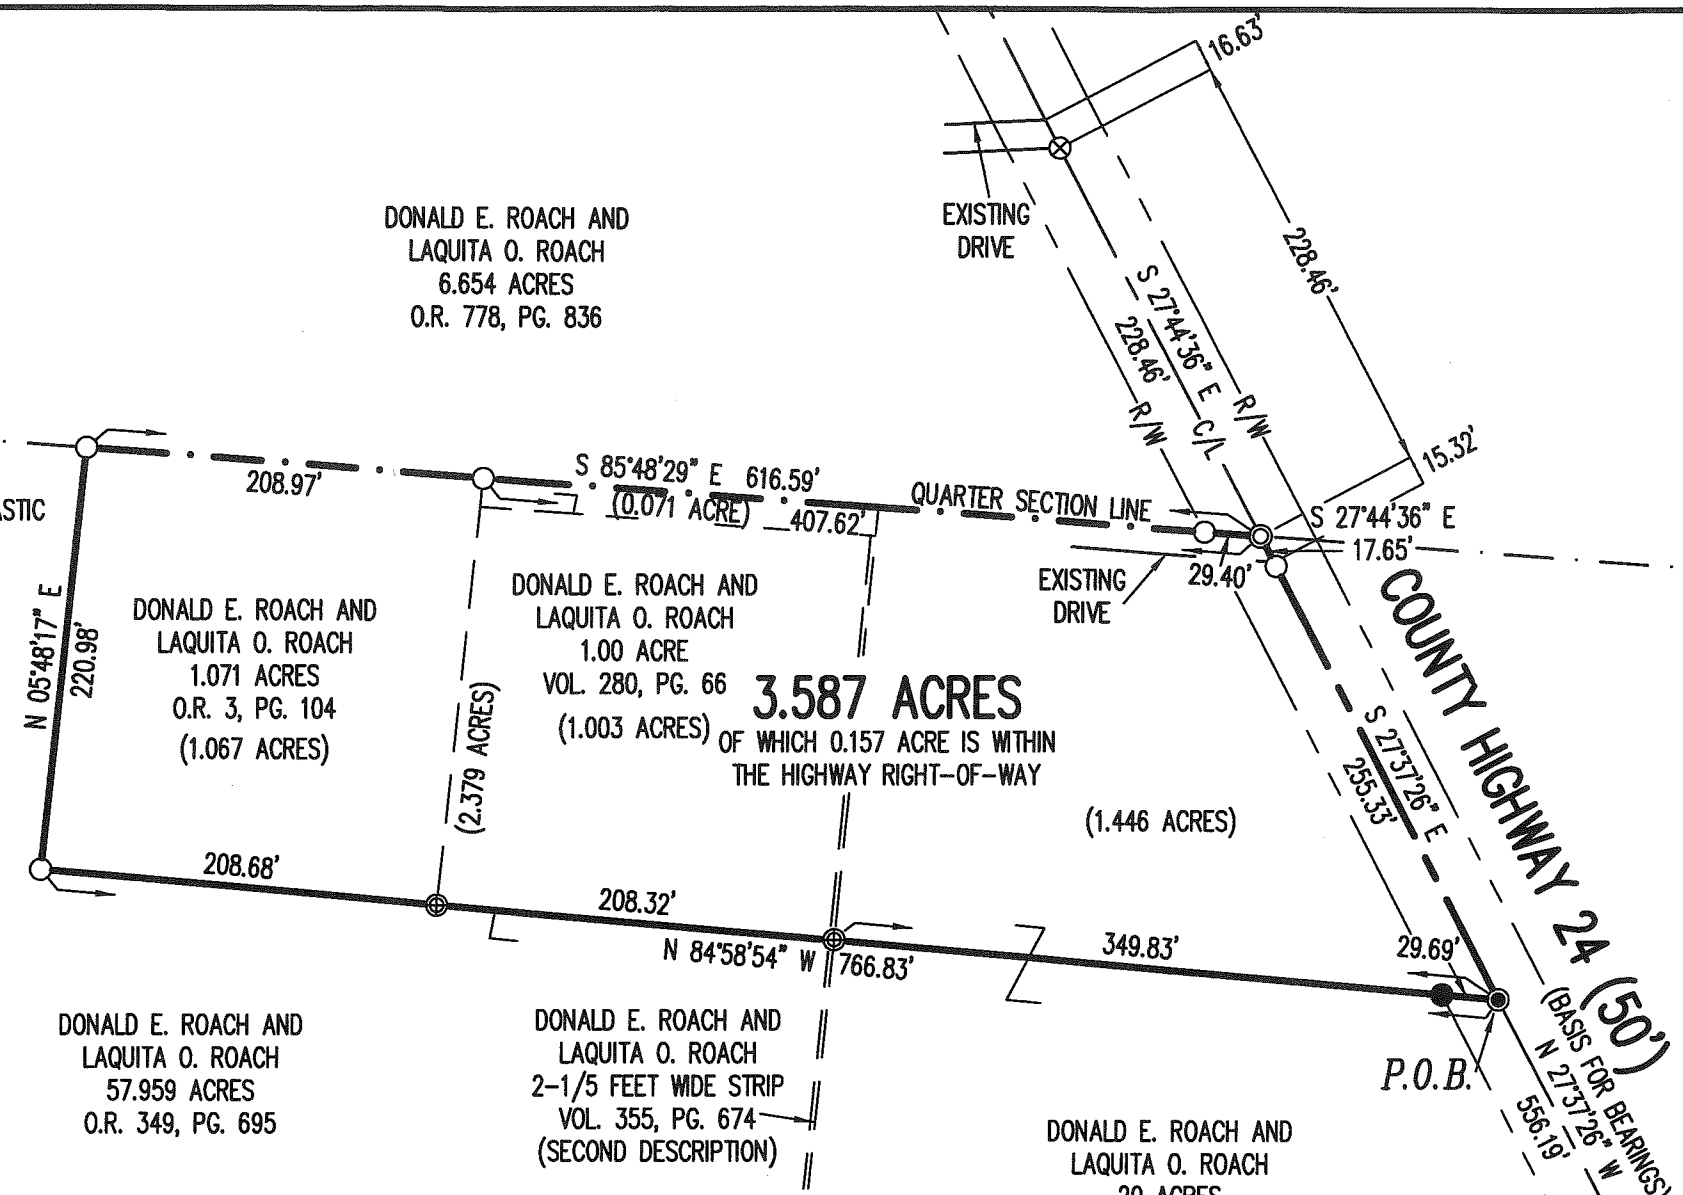 16.63'
EXISTING
DRIVE
228.46'
DONALD E. ROACH AND
LAQUITA O. ROACH
6.654 ACRES
O.R. 778, PG. 836
S 27°44'36" E
228.46'
R/W
C/L
R/W
15.32'
S 85°48'29" E 616.59'
208.97'
(0.071 ACRE)
407.62'
QUARTER SECTION LINE
S 27°44'36" E
17.65'
29.40'
EXISTING
DRIVE
N 05°48'17" E
220.98'
DONALD E. ROACH AND
LAQUITA O. ROACH
1.071 ACRES
O.R. 3, PG. 104
(1.067 ACRES)
(2.379 ACRES)
DONALD E. ROACH AND
LAQUITA O. ROACH
1.00 ACRE
VOL. 280, PG. 66
(1.003 ACRES)
3.587 ACRES
OF WHICH 0.157 ACRE IS WITHIN
THE HIGHWAY RIGHT-OF-WAY
(1.446 ACRES)
COUNTY HIGHWAY 24 (50')
S 27°37'26" E
255.33'
208.68'
208.32'
N 84°58'54" W 766.83'
349.83'
29.69'
P.O.B.
(BASIS FOR BEARINGS)
N 27°37'26" W
556.19'
DONALD E. ROACH AND
LAQUITA O. ROACH
57.959 ACRES
O.R. 349, PG. 695
DONALD E. ROACH AND
LAQUITA O. ROACH
2-1/5 FEET WIDE STRIP
VOL. 355, PG. 674
(SECOND DESCRIPTION)
DONALD E. ROACH AND
LAQUITA O. ROACH